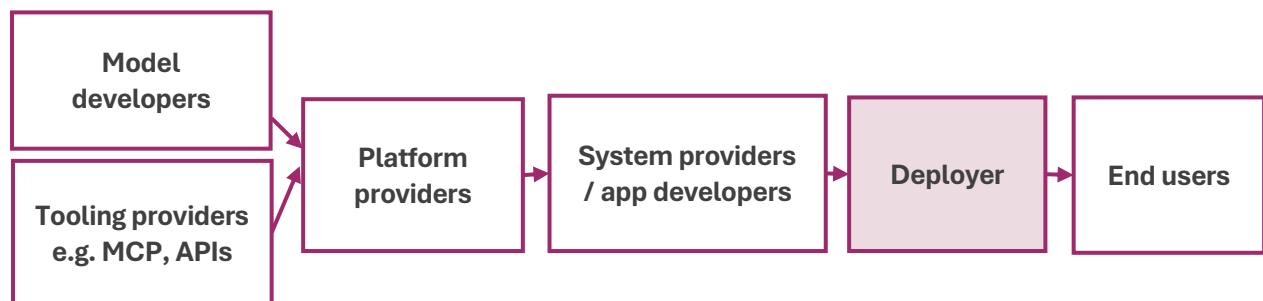 Model
developers
Tooling providers
e.g. MCP, APIs
Platform
providers
System providers
/ app developers
Deployer
End users